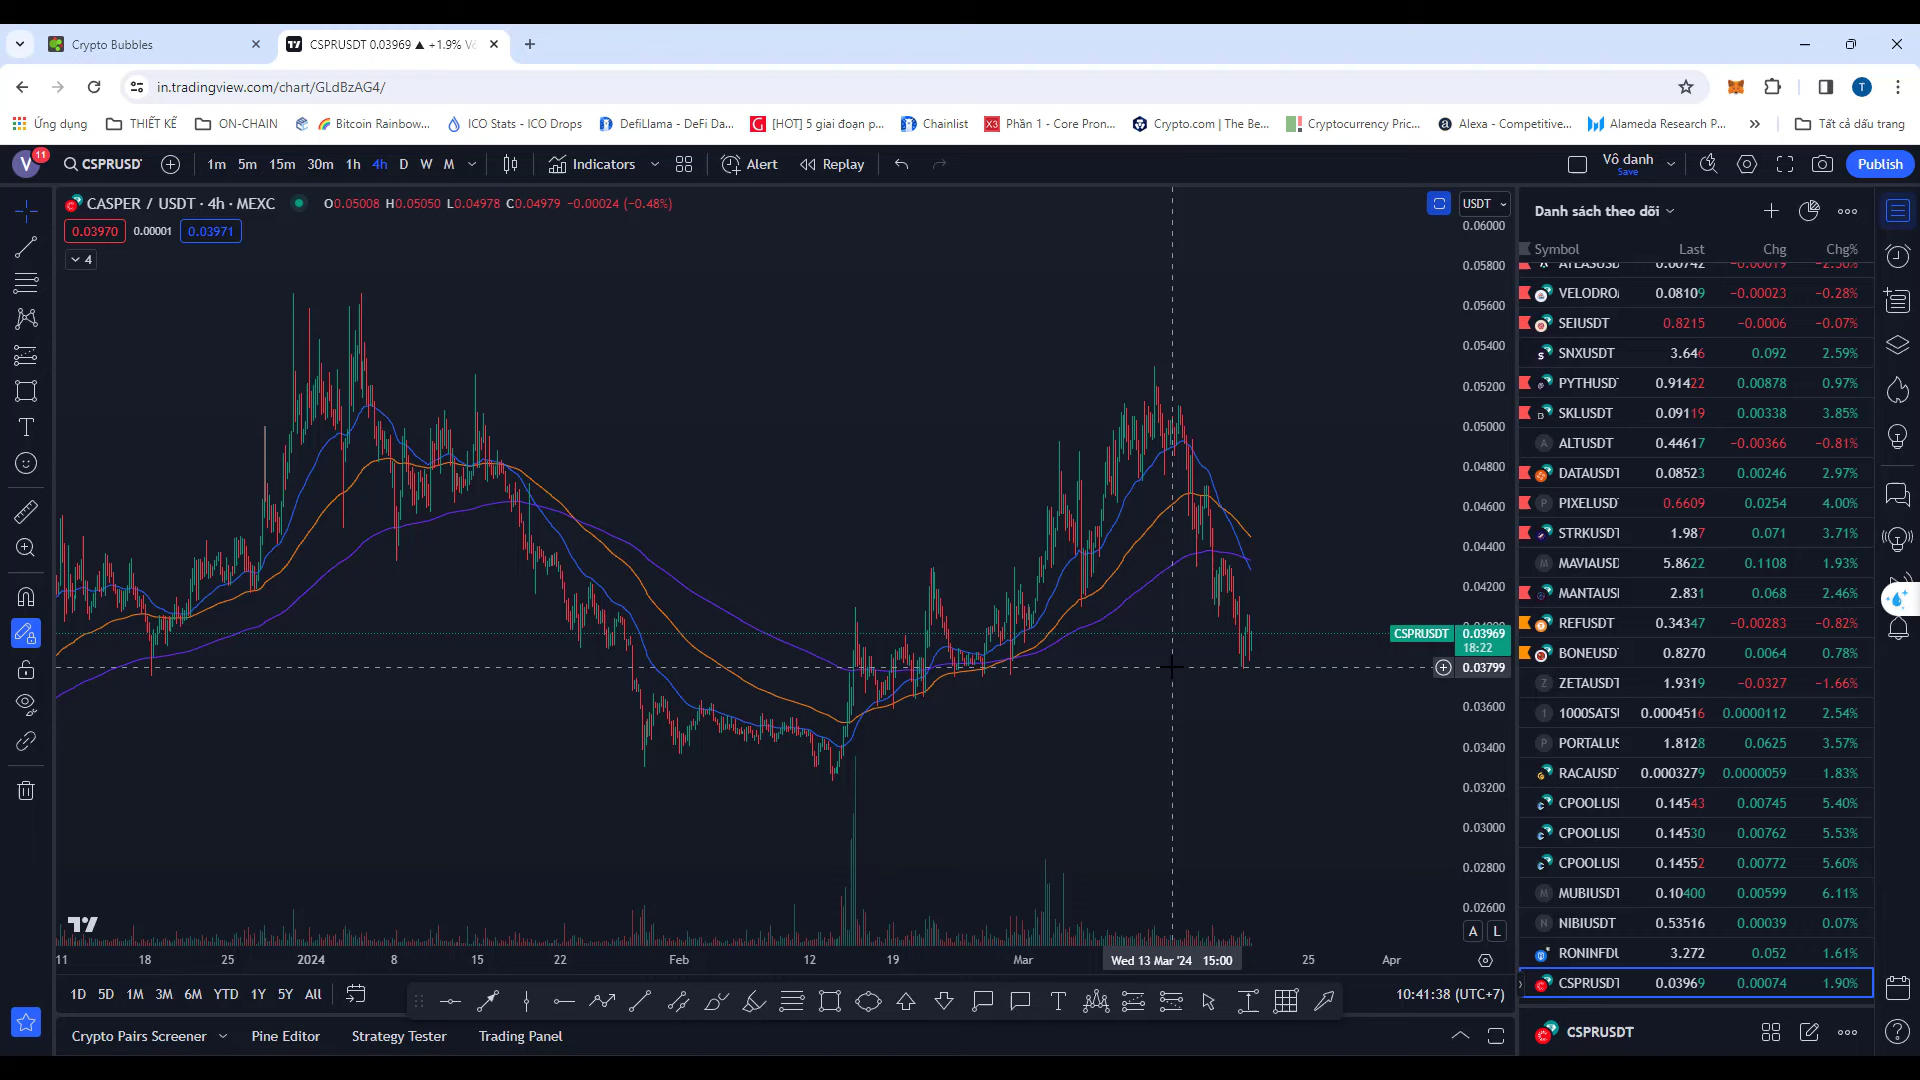 Crypto Bubbles
CSPRUSDT 0.03969 ▲ +1.9% Vô
in.tradingview.com/chart/GLdBzAG4/
T
Ứng dụng
THIẾT KẾ
ON-CHAIN
Bitcoin Rainbow...
ICO Stats - ICO Drops
DefiLlama - DeFi Da...
[HOT] 5 giai đoạn p...
Chainlist
Phần 1 - Core Pron...
Crypto.com | The Be...
Cryptocurrency Pric...
Alexa - Competitive...
Alameda Research P...
Tất cả dấu trang
V 11
CSPRUSDT
1m 5m 15m 30m 1h 4h D W M
Indicators
Alert
Replay
Vô danh
Save
Publish
CASPER / USDT · 4h · MEXC
O0.05008 H0.05050 L0.04978 C0.04979 −0.00024 (−0.48%)
0.03970 0.00001 0.03971
4
USDT
0.06000
0.05800
0.05600
0.05400
0.05200
0.05000
0.04800
0.04600
0.04400
0.04200
CSPRUSDT 0.03969
18:22
0.03799
0.03600
0.03400
0.03200
0.03000
0.02800
0.02600
A L
11 18 25 2024 8 15 22 Feb 12 19 Mar Wed 13 Mar '24 15:00 25 Apr
1D 5D 1M 3M 6M YTD 1Y 5Y All
10:41:38 (UTC+7)
Crypto Pairs Screener
Pine Editor
Strategy Tester
Trading Panel
Danh sách theo dõi
Symbol Last Chg Chg%
ATLASUSD 0.00742 −0.00019 −2.50%
VELODRO 0.08109 −0.00023 −0.28%
SEIUSDT 0.8215 −0.0006 −0.07%
SNXUSDT 3.646 0.092 2.59%
PYTHUSD 0.91422 0.00878 0.97%
SKLUSDT 0.09119 0.00338 3.85%
ALTUSDT 0.44617 −0.00366 −0.81%
DATAUSDT 0.08523 0.00246 2.97%
PIXELUSD 0.6609 0.0254 4.00%
STRKUSDT 1.987 0.071 3.71%
MAVIAUSD 5.8622 0.1108 1.93%
MANTAUS 2.831 0.068 2.46%
REFUSDT 0.34347 −0.00283 −0.82%
BONEUSD 0.8270 0.0064 0.78%
ZETAUSDT 1.9319 −0.0327 −1.66%
1000SATS 0.0004516 0.0000112 2.54%
PORTALUS 1.8128 0.0625 3.57%
RACAUSD 0.0003279 0.0000059 1.83%
CPOOLUS 0.14543 0.00745 5.40%
CPOOLUS 0.14530 0.00762 5.53%
CPOOLUS 0.14552 0.00772 5.60%
MUBIUSDT 0.10400 0.00599 6.11%
NIBIUSDT 0.53516 0.00039 0.07%
RONINFDU 3.272 0.052 1.61%
CSPRUSDT 0.03969 0.00074 1.90%
CSPRUSDT